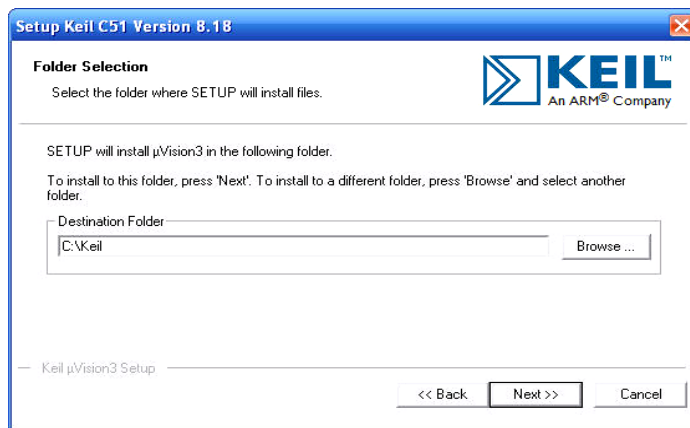 Setup Keil C51 Version 8.18
Folder Selection
Select the folder where SETUP will install files.
KEIL™
An ARM® Company
SETUP will install µVision3 in the following folder.
To install to this folder, press 'Next'. To install to a different folder, press 'Browse' and select another
folder.
Destination Folder
C:\Keil
Browse ...
Keil µVision3 Setup
<< Back
Next >>
Cancel